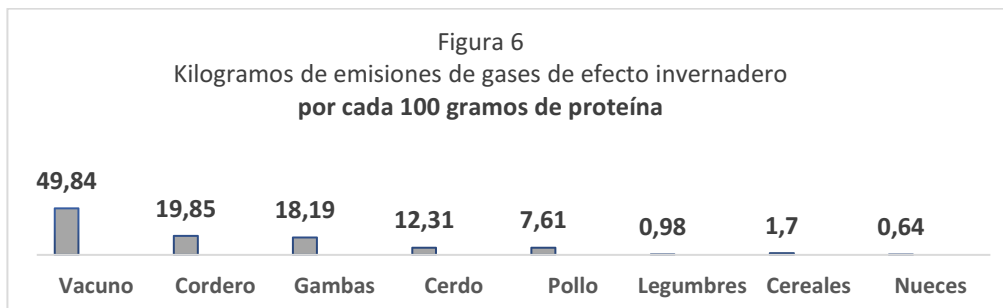 Figura 6
Kilogramos de emisiones de gases de efecto invernadero
por cada 100 gramos de proteína
49,84
19,85
18,19
12,31
7,61
0,98
1,7
0,64
Vacuno Cordero Gambas Cerdo Pollo Legumbres Cereales Nueces